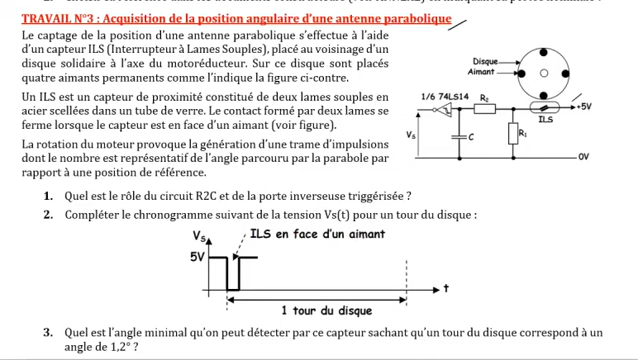 TRAVAIL N°3 : Acquisition de la position angulaire d'une antenne parabolique
Le captage de la position d'une antenne parabolique s'effectue à l'aide
d'un capteur ILS (Interrupteur à Lames Souples), placé au voisinage d'un
disque solidaire à l'axe du motoréducteur. Sur ce disque sont placés
quatre aimants permanents comme l'indique la figure ci-contre.
Un ILS est un capteur de proximité constitué de deux lames souples en
acier scellées dans un tube de verre. Le contact formé par deux lames se
ferme lorsque le capteur est en face d'un aimant (voir figure).
La rotation du moteur provoque la génération d'une trame d'impulsions
dont le nombre est représentatif de l'angle parcouru par la parabole par
rapport à une position de référence.
Disque
Aimant
1/6 74LS14
R2
+5V
ILS
Vs
C
R1
0V
1. Quel est le rôle du circuit R2C et de la porte inverseuse triggérisée ?
2. Compléter le chronogramme suivant de la tension Vs(t) pour un tour du disque :
Vs
ILS en face d'un aimant
5V
t
1 tour du disque
3. Quel est l'angle minimal qu'on peut détecter par ce capteur sachant qu'un tour du disque correspond à un
angle de 1,2° ?